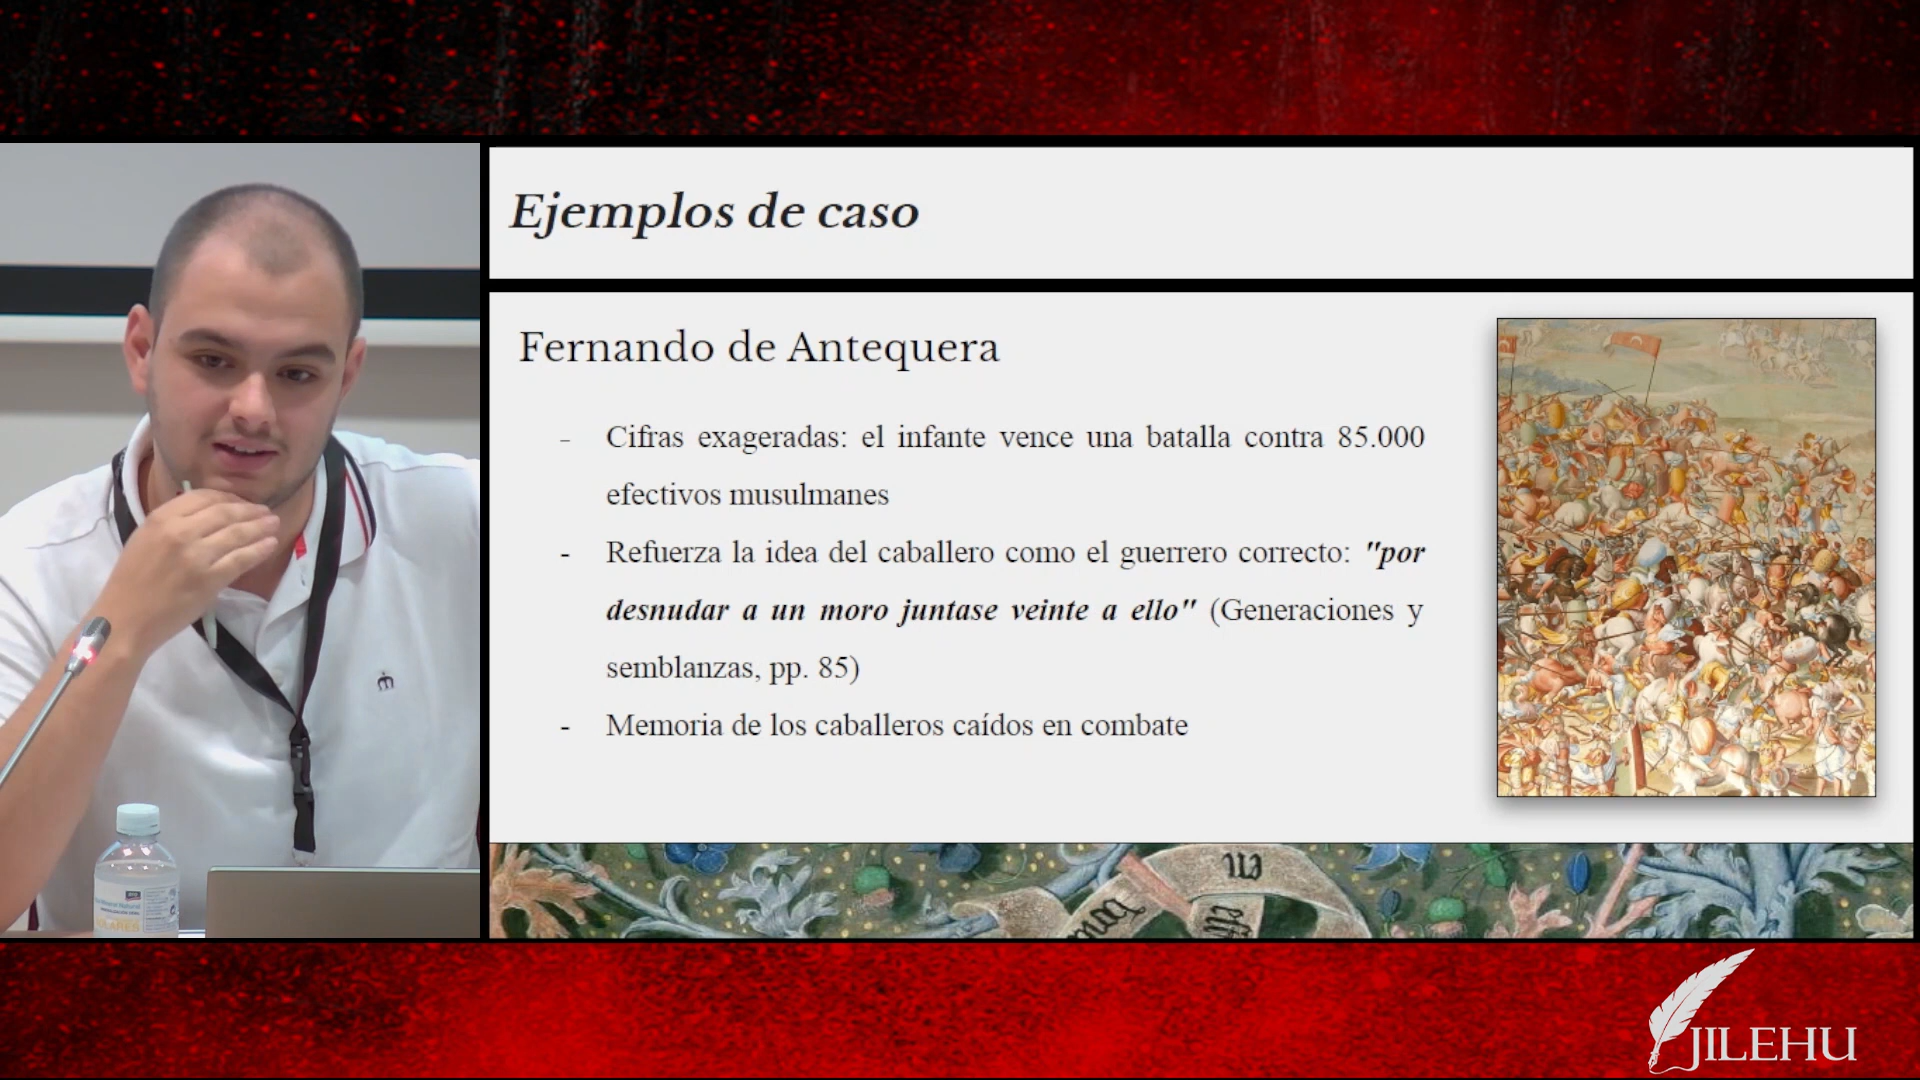 Ejemplos de caso
Fernando de Antequera
- Cifras exageradas: el infante vence una batalla contra 85.000
efectivos musulmanes
- Refuerza la idea del caballero como el guerrero correcto: "por
desnudar a un moro juntase veinte a ello" (Generaciones y
semblanzas, pp. 85)
- Memoria de los caballeros caídos en combate
en
JILEHU